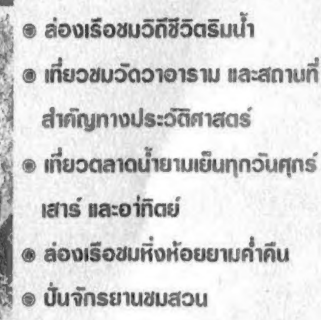 ๏ ล่องเรือชมวิถีชีวิตริมน้ำ
๏ เที่ยวชมวัดวาอาราม และสถานที่
สำคัญทางประวัติศาสตร์
๏ เที่ยวตลาดน้ำยามเย็นทุกวันศุกร์
เสาร์ และอาทิตย์
๏ ล่องเรือชมหิ่งห้อยยามค่ำคืน
๏ ปั่นจักรยานชมสวน